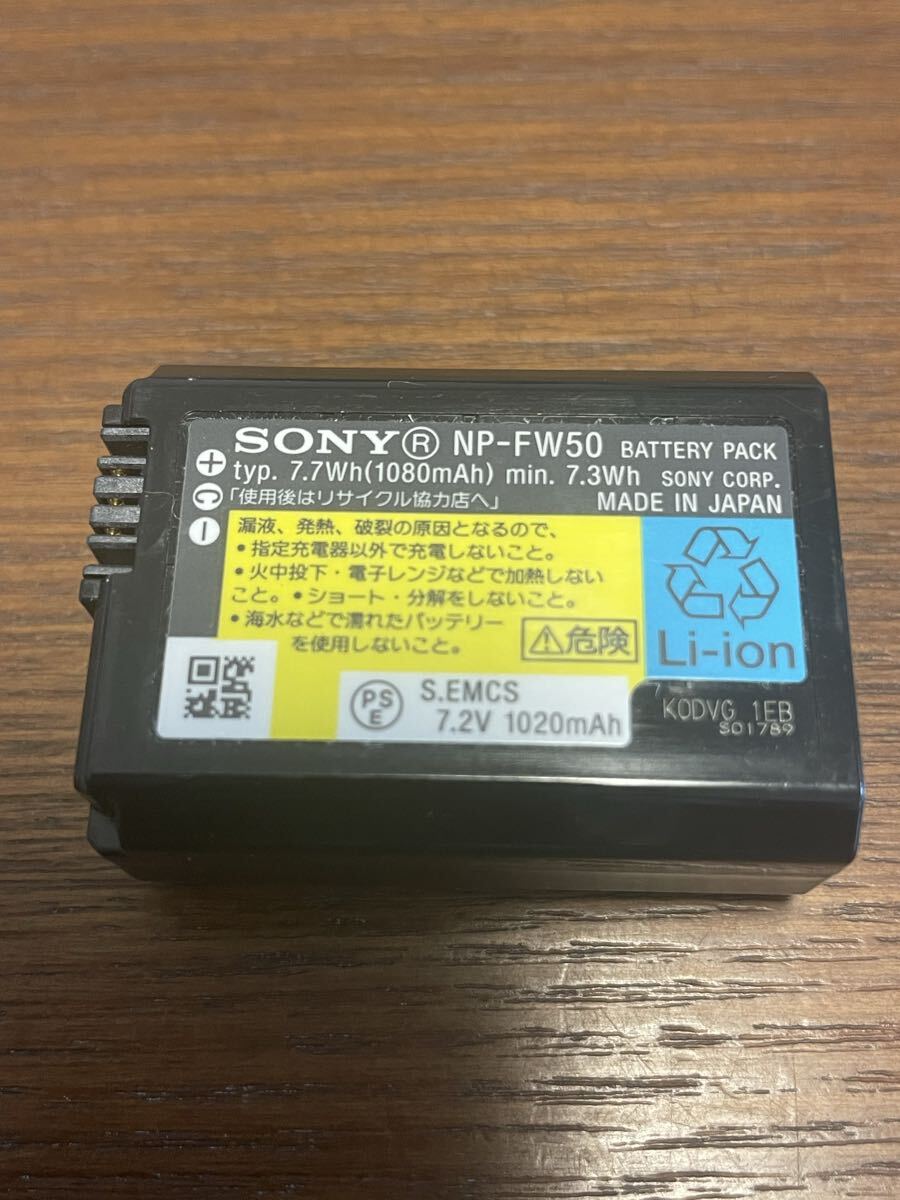 SONY® NP-FW50 BATTERY PACK
typ. 7.7Wh(1080mAh) min. 7.3Wh SONY CORP.
「使用後はリサイクル協力店へ」 MADE IN JAPAN
+
C
−
漏液、発熱、破裂の原因となるので、
•指定充電器以外で充電しないこと。
•火中投下・電子レンジなどで加熱しない
こと。•ショート・分解をしないこと。
•海水などで濡れたバッテリー
を使用しないこと。
⚠危険
Li-ion
PSE
S.EMCS
7.2V 1020mAh
KODVG 1EB
S01789